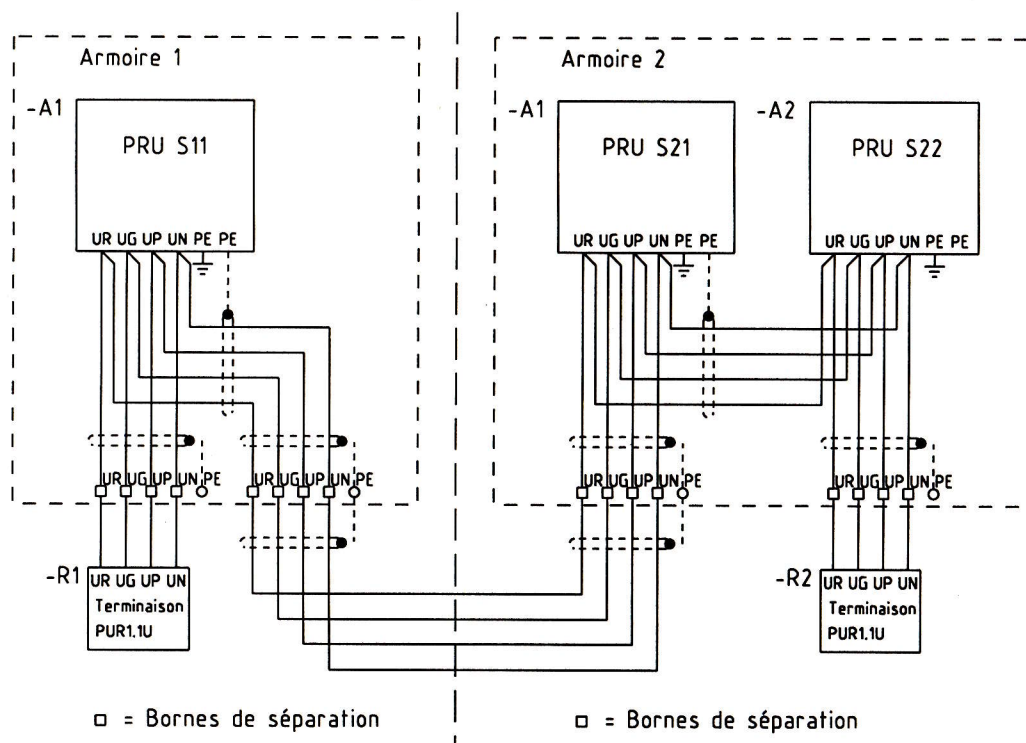 Armoire 1
Armoire 2
-A1
-A1
-A2
PRU S11
PRU S21
PRU S22
UR UG UP UN PE PE
UR UG UP UN PE PE
UR UG UP UN PE PE
UR UG UP UN PE
UR UG UP UN PE
UR UG UP UN PE
UR UG UP UN PE
-R1
UR UG UP UN
Terminaison
PUR1.1U
-R2
UR UG UP UN
Terminaison
PUR1.1U
= Bornes de séparation
= Bornes de séparation